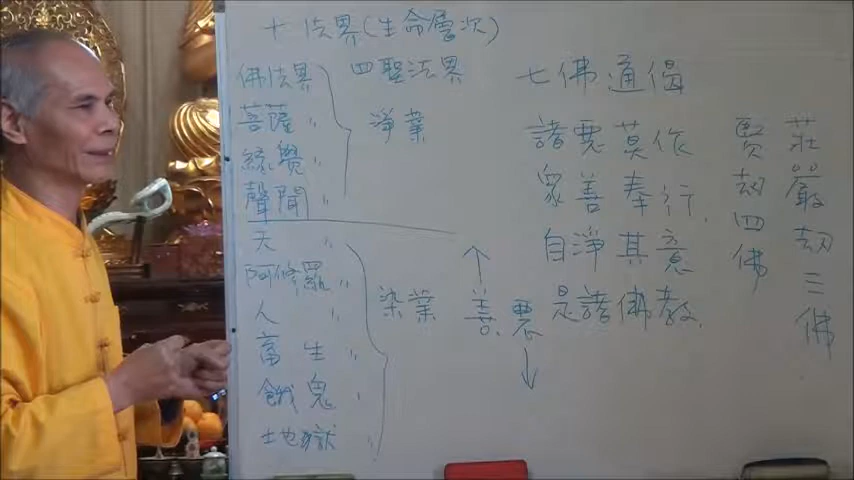 十法界(生命層次)
佛法界
菩薩〃
緣覺〃
聲聞〃
天〃
阿修羅〃
人〃
畜生〃
餓鬼〃
地獄〃
四聖法界
淨業
染業
善 惡
七佛通偈
諸惡莫作
眾善奉行.
自淨其意
是諸佛教.
莊嚴劫三佛
賢劫四佛